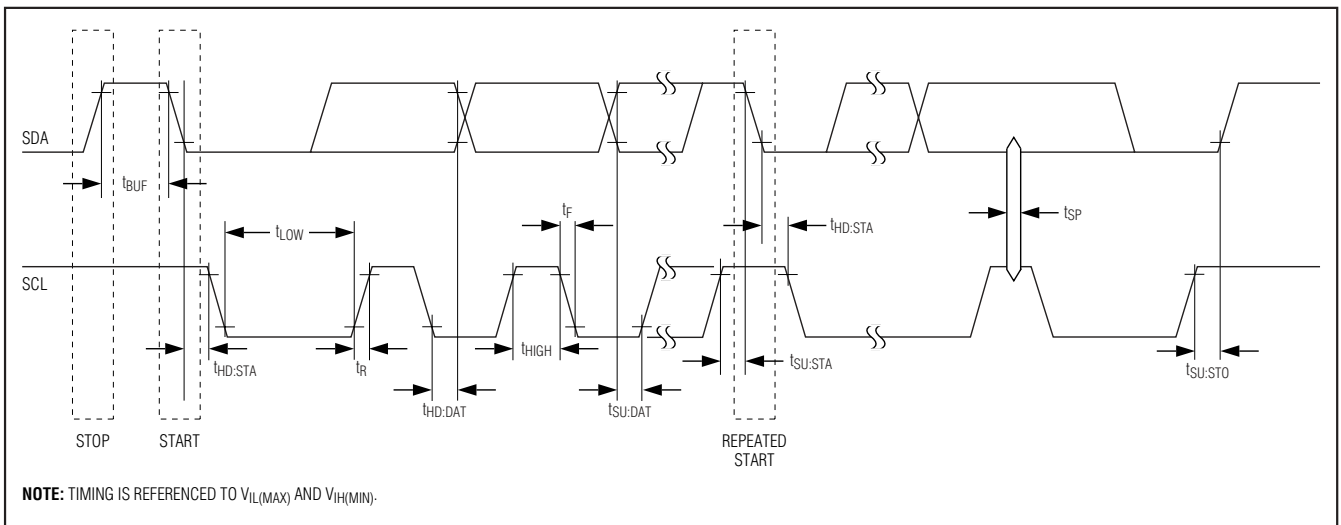 SDA
tBUF
tF
tSP
tLOW
tHD:STA
SCL
tHD:STA
tR
tHIGH
tSU:STA
tSU:STO
tHD:DAT
tSU:DAT
STOP
START
REPEATED
START
NOTE: TIMING IS REFERENCED TO VIL(MAX) AND VIH(MIN).